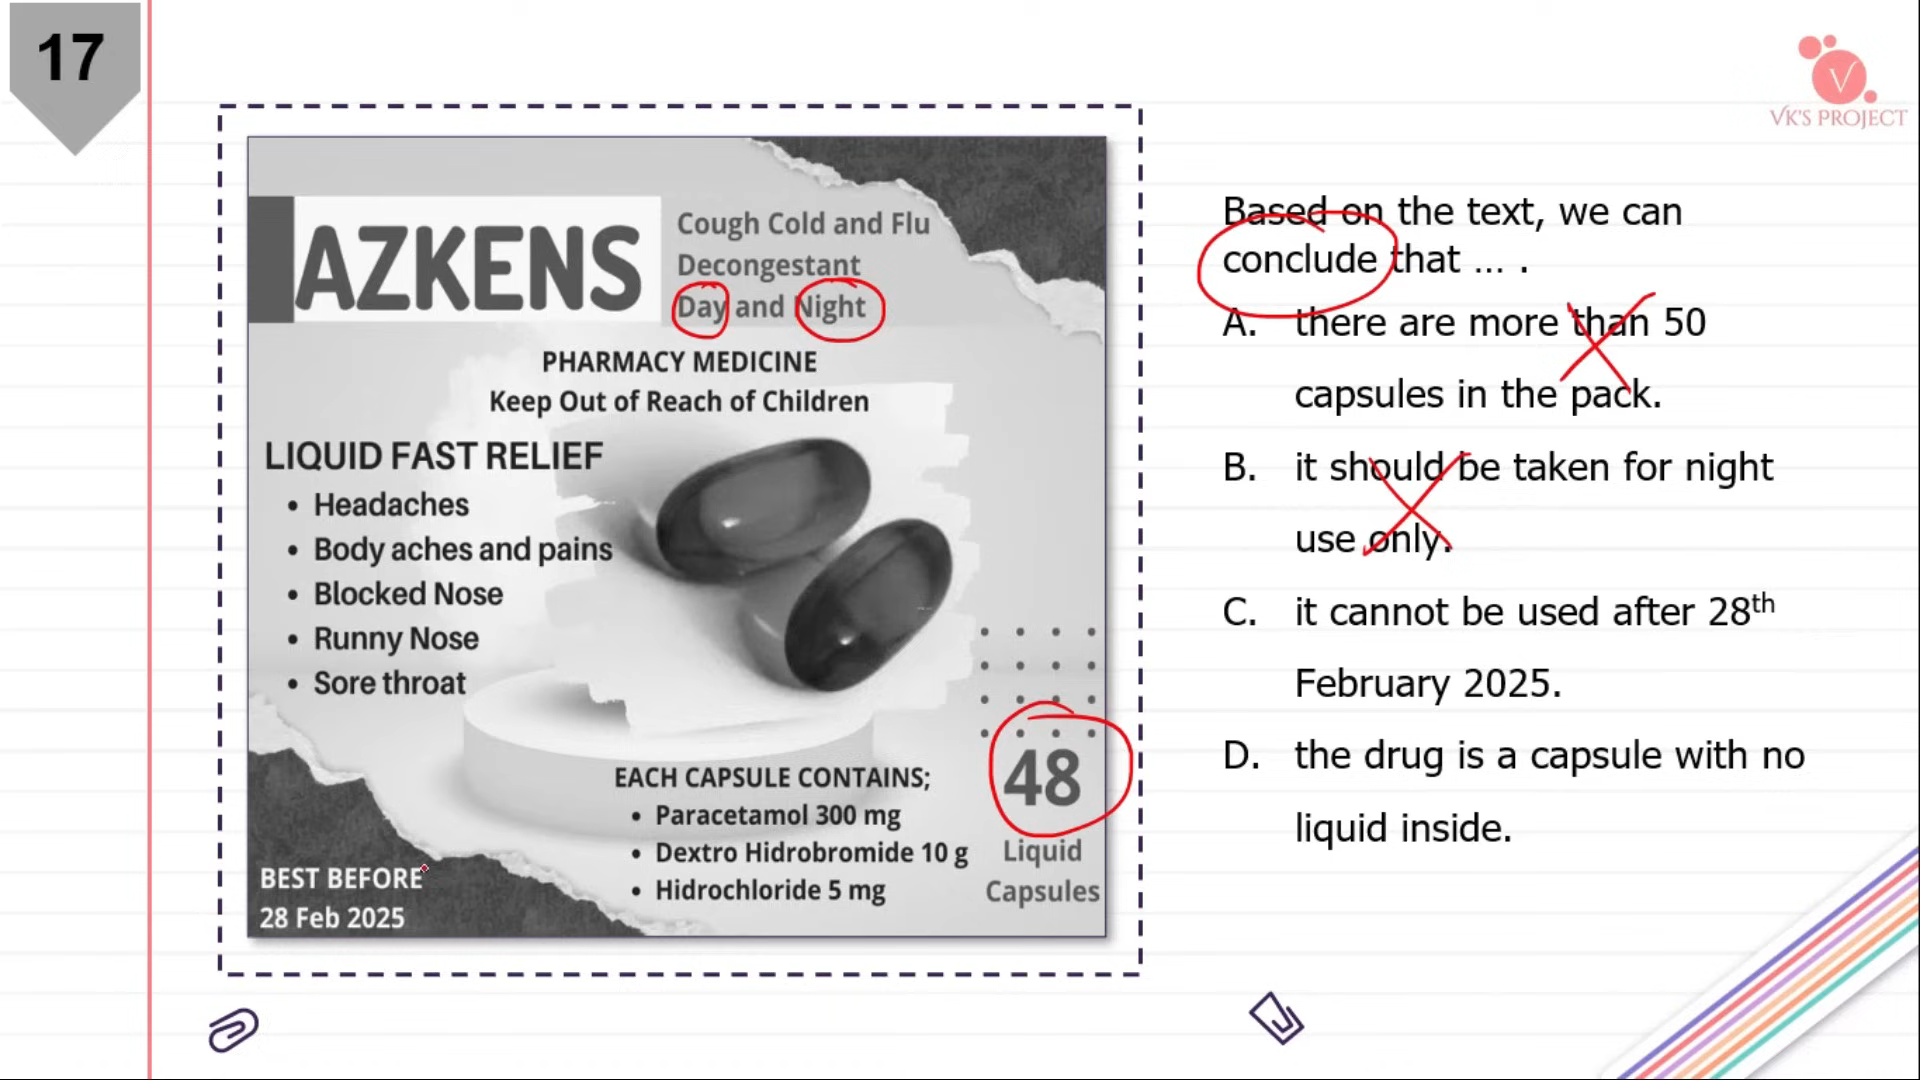 17
VK'S PROJECT
AZKENS
Cough Cold and Flu
Decongestant
Day and Night
PHARMACY MEDICINE
Keep Out of Reach of Children
LIQUID FAST RELIEF
• Headaches
• Body aches and pains
• Blocked Nose
• Runny Nose
• Sore throat
EACH CAPSULE CONTAINS;
• Paracetamol 300 mg
• Dextro Hidrobromide 10 g
• Hidrochloride 5 mg
48
Liquid
Capsules
BEST BEFORE
28 Feb 2025
Based on the text, we can
conclude that ... .
A. there are more than 50
capsules in the pack.
B. it should be taken for night
use only.
C. it cannot be used after 28th
February 2025.
D. the drug is a capsule with no
liquid inside.